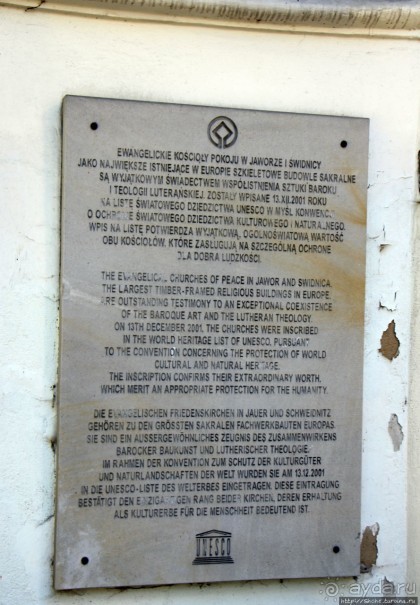 EWANGELICKIE KOŚCIOŁY POKOJU W JAWORZE I ŚWIDNICY
JAKO NAJWIĘKSZE ISTNIEJĄCE W EUROPIE SZKIELETOWE BUDOWLE SAKRALNE
SĄ WYJĄTKOWYM ŚWIADECTWEM WSPÓŁISTNIENIA SZTUKI BAROKU
I TEOLOGII LUTERAŃSKIEJ. ZOSTAŁY WPISANE 13.XII.2001 ROKU
NA LISTĘ ŚWIATOWEGO DZIEDZICTWA UNESCO W MYŚL KONWENCJI
O OCHRONIE ŚWIATOWEGO DZIEDZICTWA KULTUROWEGO I NATURALNEGO.
WPIS NA LISTĘ POTWIERDZA WYJĄTKOWĄ, OGÓLNOŚWIATOWĄ WARTOŚĆ
OBU KOŚCIOŁÓW, KTÓRE ZASŁUGUJĄ NA SZCZEGÓLNĄ OCHRONĘ
DLA DOBRA LUDZKOŚCI.
THE EVANGELICAL CHURCHES OF PEACE IN JAWOR AND ŚWIDNICA,
THE LARGEST TIMBER-FRAMED RELIGIOUS BUILDINGS IN EUROPE,
ARE OUTSTANDING TESTIMONY TO AN EXCEPTIONAL COEXISTENCE
OF THE BAROQUE ART AND THE LUTHERAN THEOLOGY.
ON 13TH DECEMBER 2001, THE CHURCHES WERE INSCRIBED
IN THE WORLD HERITAGE LIST OF UNESCO, PURSUANT
TO THE CONVENTION CONCERNING THE PROTECTION OF WORLD
CULTURAL AND NATURAL HERITAGE.
THE INSCRIPTION CONFIRMS THEIR EXTRAORDINARY WORTH,
WHICH MERIT AN APPROPRIATE PROTECTION FOR THE HUMANITY.
DIE EVANGELISCHEN FRIEDENSKIRCHEN IN JAUER UND SCHWEIDNITZ
GEHÖREN ZU DEN GRÖSSTEN SAKRALEN FACHWERKBAUTEN EUROPAS.
SIE SIND EIN AUSSERGEWÖHNLICHES ZEUGNIS DES ZUSAMMENWIRKENS
BAROCKER BAUKUNST UND LUTHERISCHER THEOLOGIE.
IM RAHMEN DER KONVENTION ZUM SCHUTZ DER KULTURGÜTER
UND NATURLANDSCHAFTEN DER WELT WURDEN SIE AM 13.12.2001
IN DIE UNESCO-LISTE DES WELTERBES EINGETRAGEN. DIESE EINTRAGUNG
BESTÄTIGT DEN EINZIGARTIGEN RANG BEIDER KIRCHEN, DEREN ERHALTUNG
ALS KULTURERBE FÜR DIE MENSCHHEIT BEDEUTEND IST.
UNESCO
ayda.ru